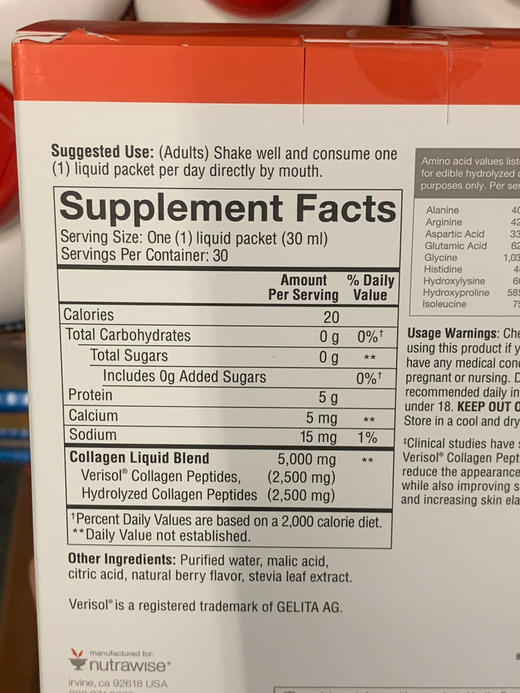 Suggested Use: (Adults) Shake well and consume one
(1) liquid packet per day directly by mouth.
Supplement Facts
Serving Size: One (1) liquid packet (30 ml)
Servings Per Container: 30
Amount Per Serving % Daily Value
Calories 20
Total Carbohydrates 0 g 0%†
Total Sugars 0 g **
Includes 0g Added Sugars 0%†
Protein 5 g
Calcium 5 mg **
Sodium 15 mg 1%
Collagen Liquid Blend 5,000 mg **
Verisol® Collagen Peptides, (2,500 mg)
Hydrolyzed Collagen Peptides (2,500 mg)
†Percent Daily Values are based on a 2,000 calorie diet.
**Daily Value not established.
Other Ingredients: Purified water, malic acid,
citric acid, natural berry flavor, stevia leaf extract.
Verisol® is a registered trademark of GELITA AG.
manufactured for:
nutrawise®
irvine, ca 92618 USA
Amino acid values
for edible hydrolyzed
purposes only. Per
Alanine
Arginine
Aspartic Acid
Glutamic Acid
Glycine
Histidine
Hydroxylysine
Hydroxyproline
Isoleucine
Usage Warnings:
using this product if
have any medical
pregnant or nursing.
recommended daily
under 18. KEEP OUT
Store in a cool and dry
‡Clinical studies have
Verisol® Collagen
reduce the appearance
while also improving
and increasing skin